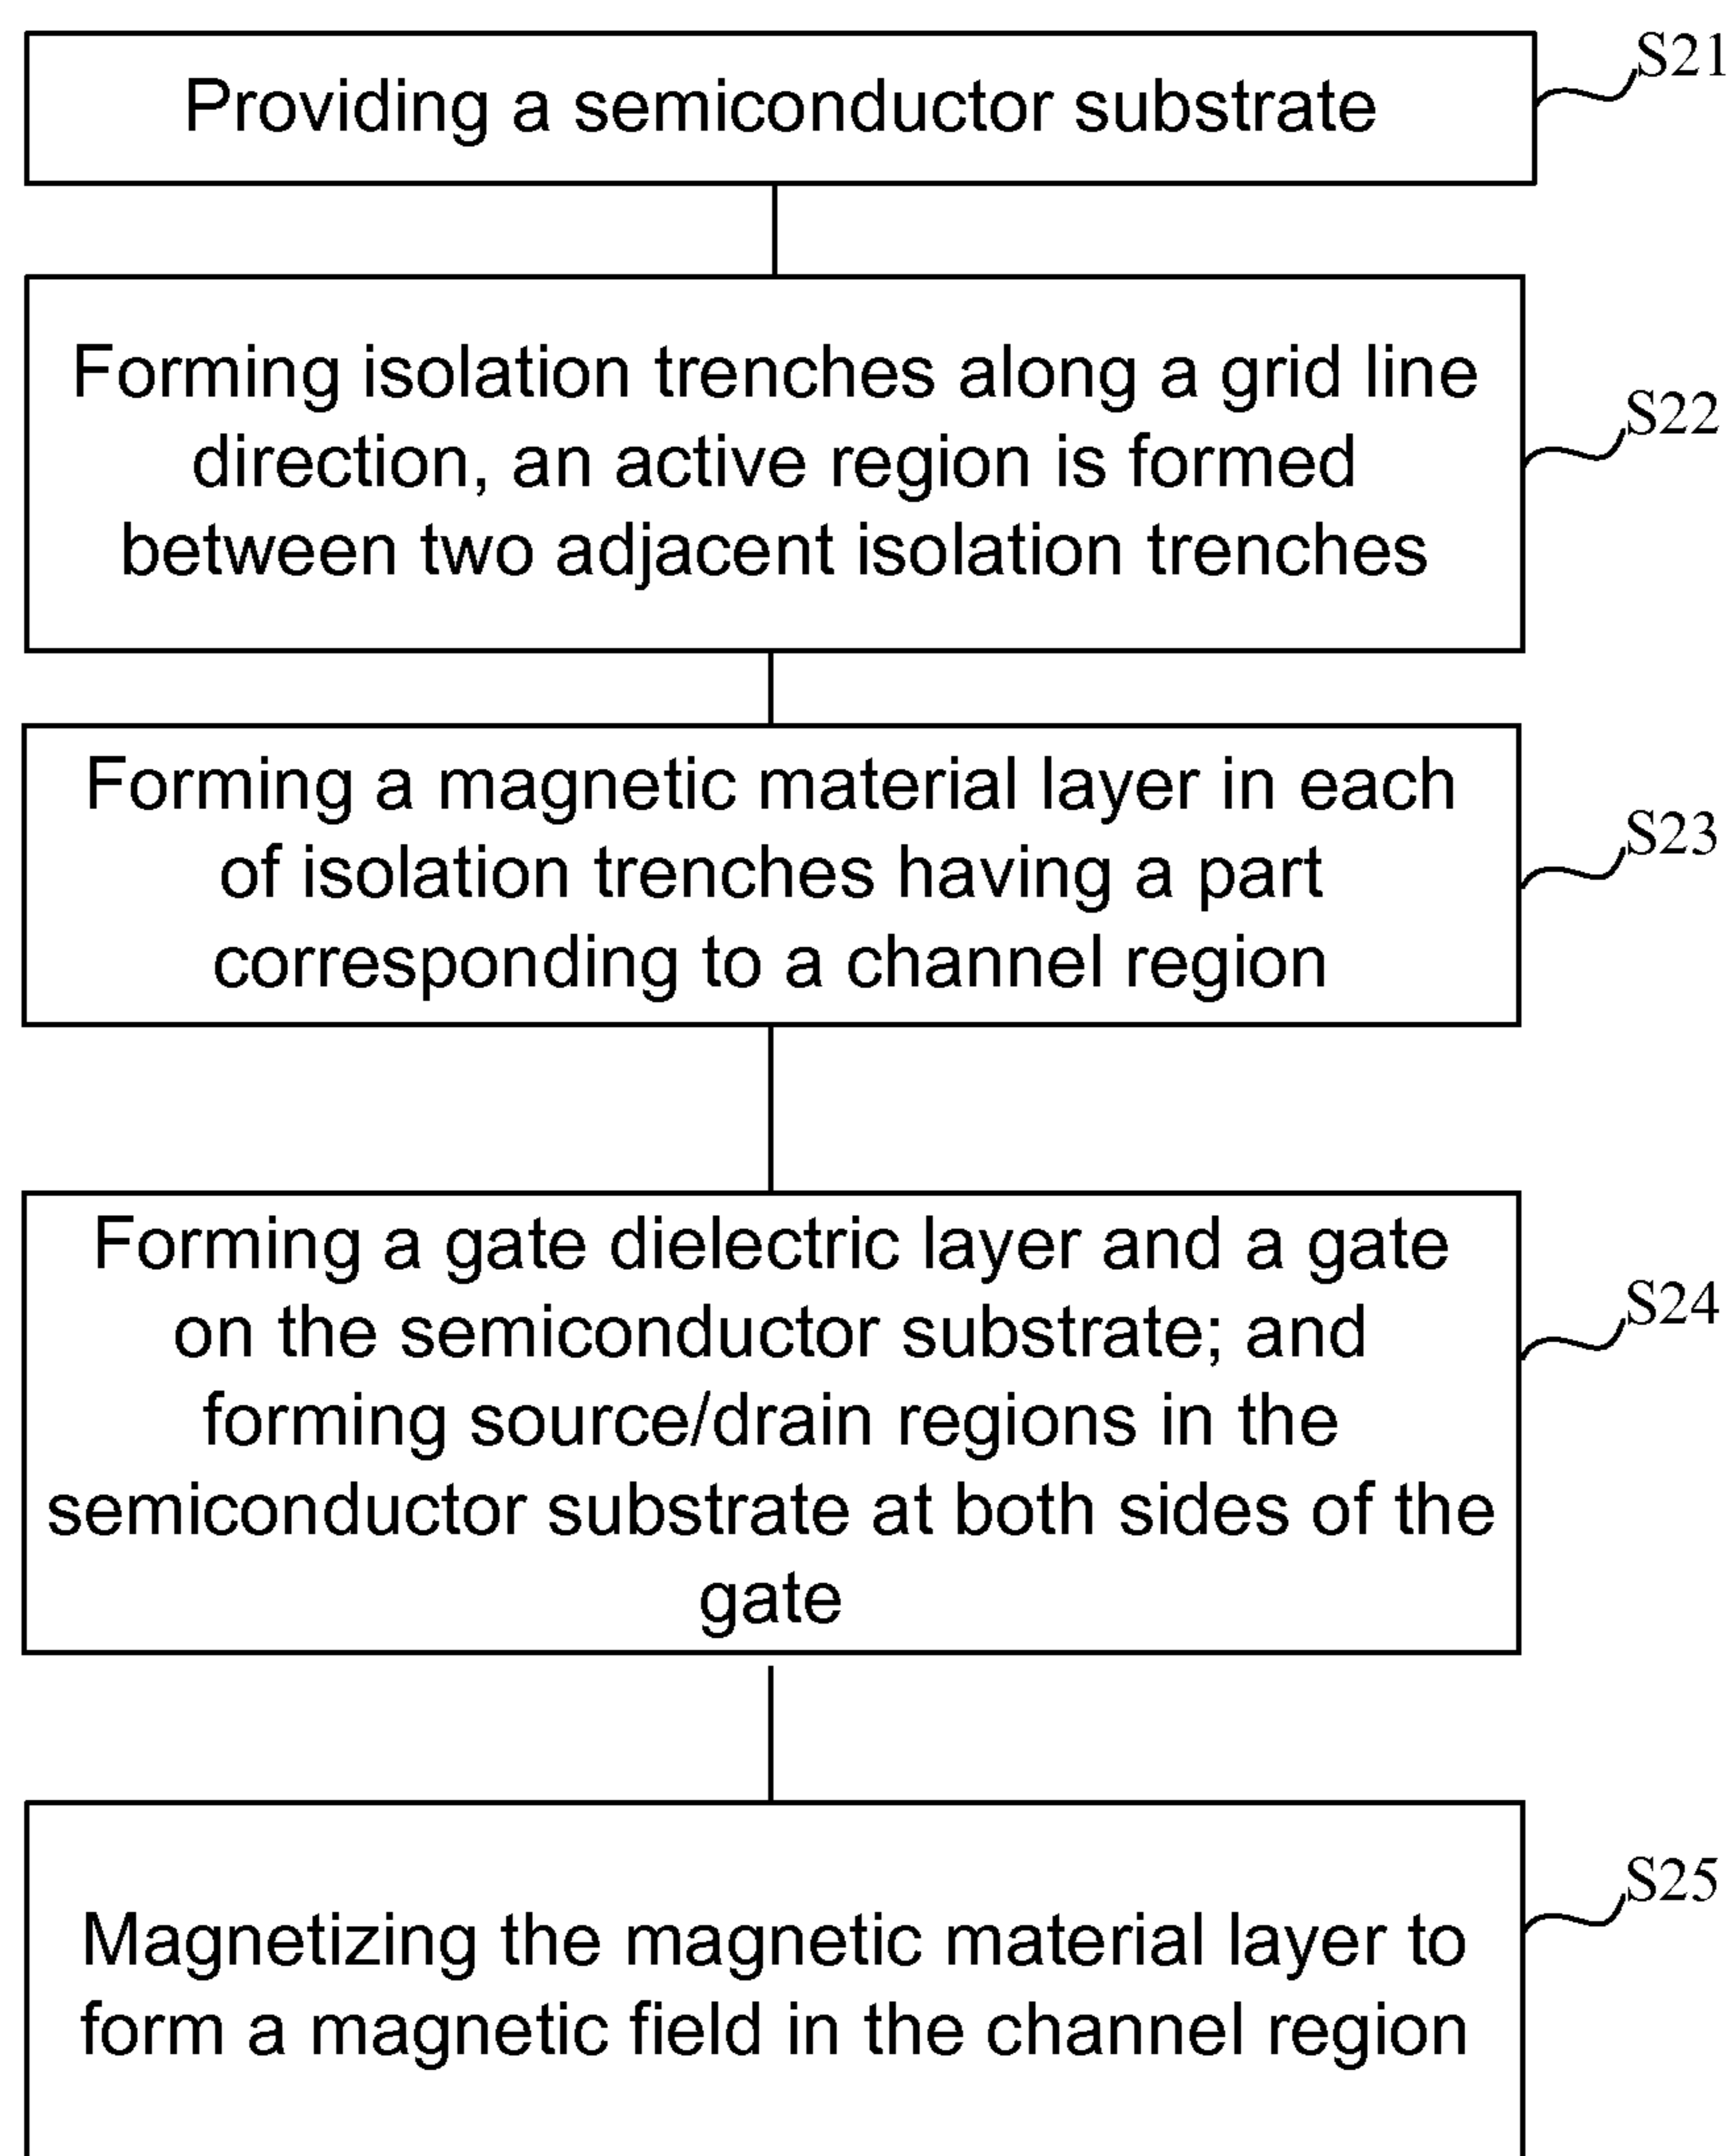 Providing a semiconductor substrate
S21
Forming isolation trenches along a grid line
direction, an active region is formed
between two adjacent isolation trenches
S22
Forming a magnetic material layer in each
of isolation trenches having a part
corresponding to a channel region
S23
Forming a gate dielectric layer and a gate
on the semiconductor substrate; and
forming source/drain regions in the
semiconductor substrate at both sides of the
gate
S24
Magnetizing the magnetic material layer to
form a magnetic field in the channel region
S25